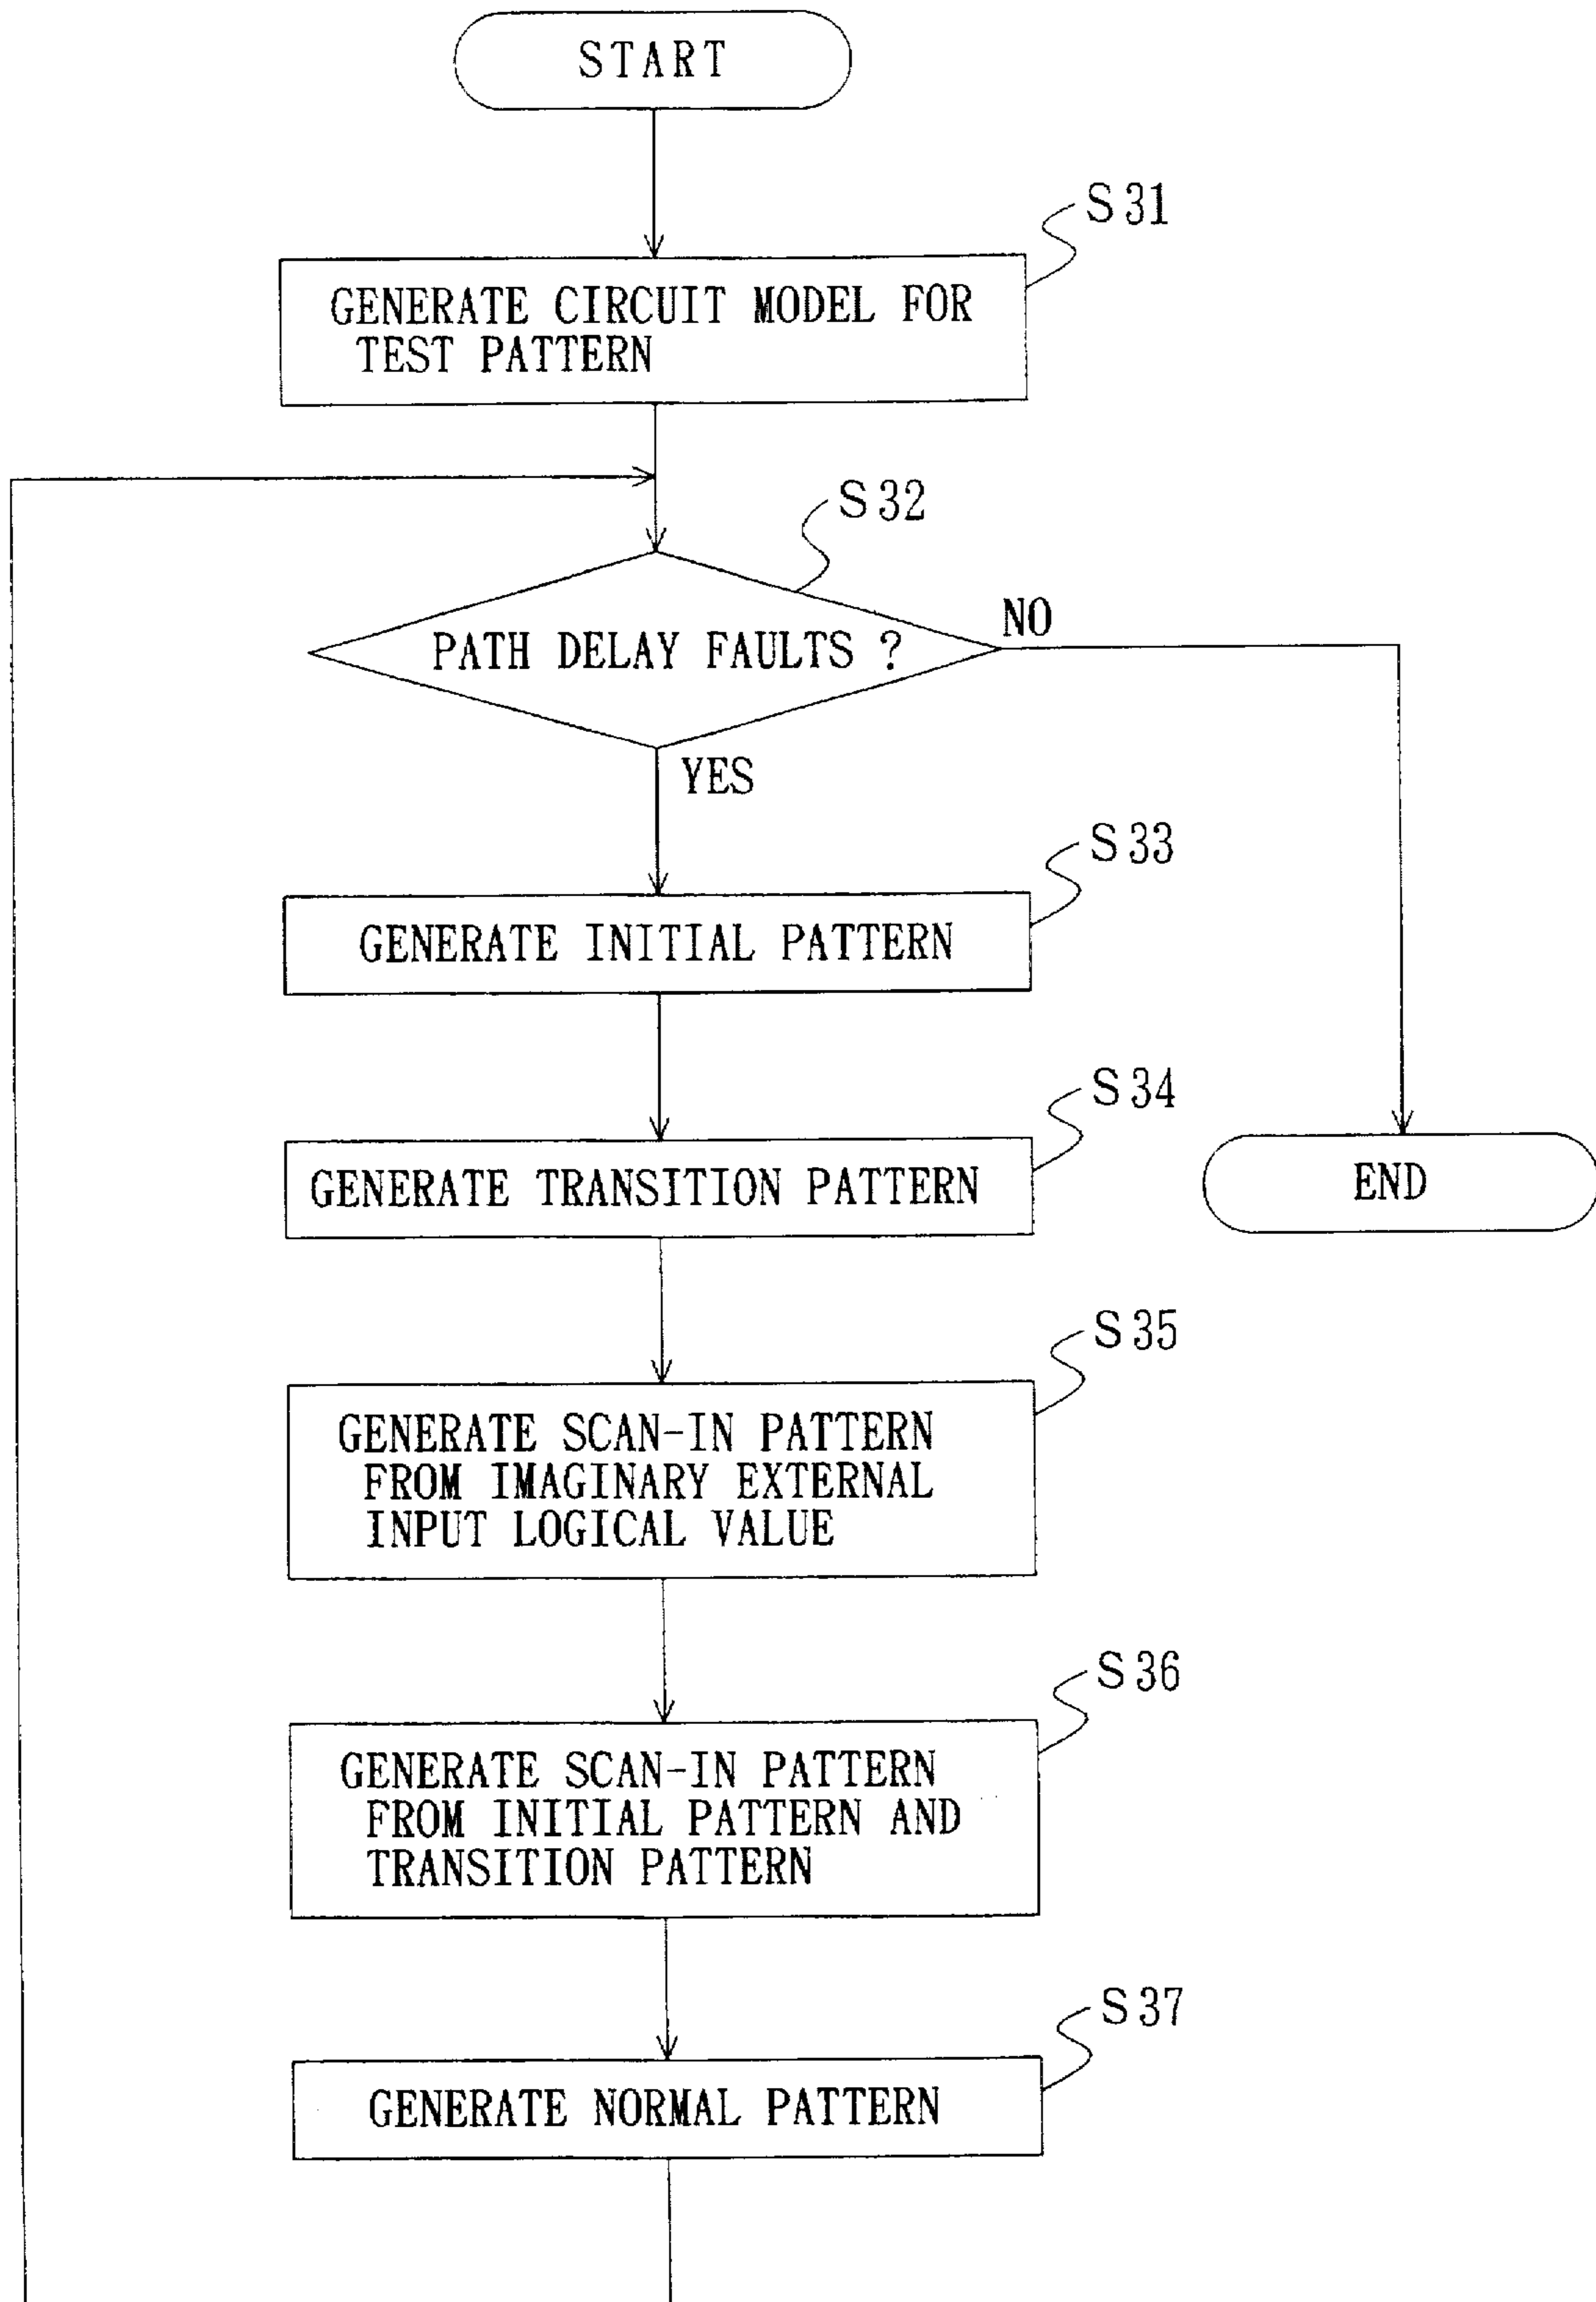 START
S31
GENERATE CIRCUIT MODEL FOR
TEST PATTERN
S32
PATH DELAY FAULTS ?
NO
YES
S33
GENERATE INITIAL PATTERN
S34
GENERATE TRANSITION PATTERN
END
S35
GENERATE SCAN-IN PATTERN
FROM IMAGINARY EXTERNAL
INPUT LOGICAL VALUE
S36
GENERATE SCAN-IN PATTERN
FROM INITIAL PATTERN AND
TRANSITION PATTERN
S37
GENERATE NORMAL PATTERN